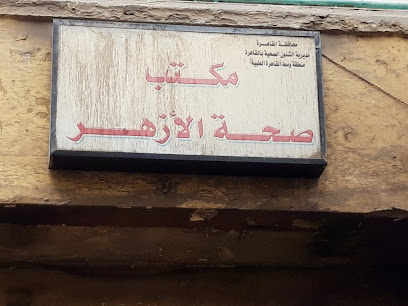 محافظة القاهرة
مديرية الشئون الصحية بالقاهرة
منطقة وسط القاهرة الطبية
مكتب
صحة الأزهر